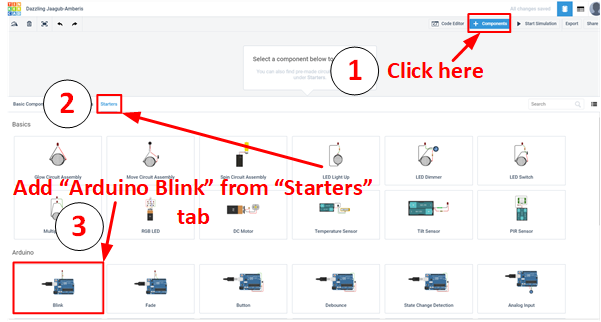 Dazzling Jaagub-Amberis
All changes saved
Code Editor
+ Components
Start Simulation
Export
Share
Select a component below to
You can also find pre-made circuits
under Starters.
1
Click here
2
Basic Compon
Starters
Search
Basics
Glow Circuit Assembly
Move Circuit Assembly
Spin Circuit Assembly
LED Light Up
LED Dimmer
LED Switch
Add “Arduino Blink” from “Starters”
tab
3
RGB LED
DC Motor
Temperature Sensor
Tilt Sensor
PIR Sensor
Arduino
Blink
Fade
Button
Debounce
State Change Detection
Analog Input